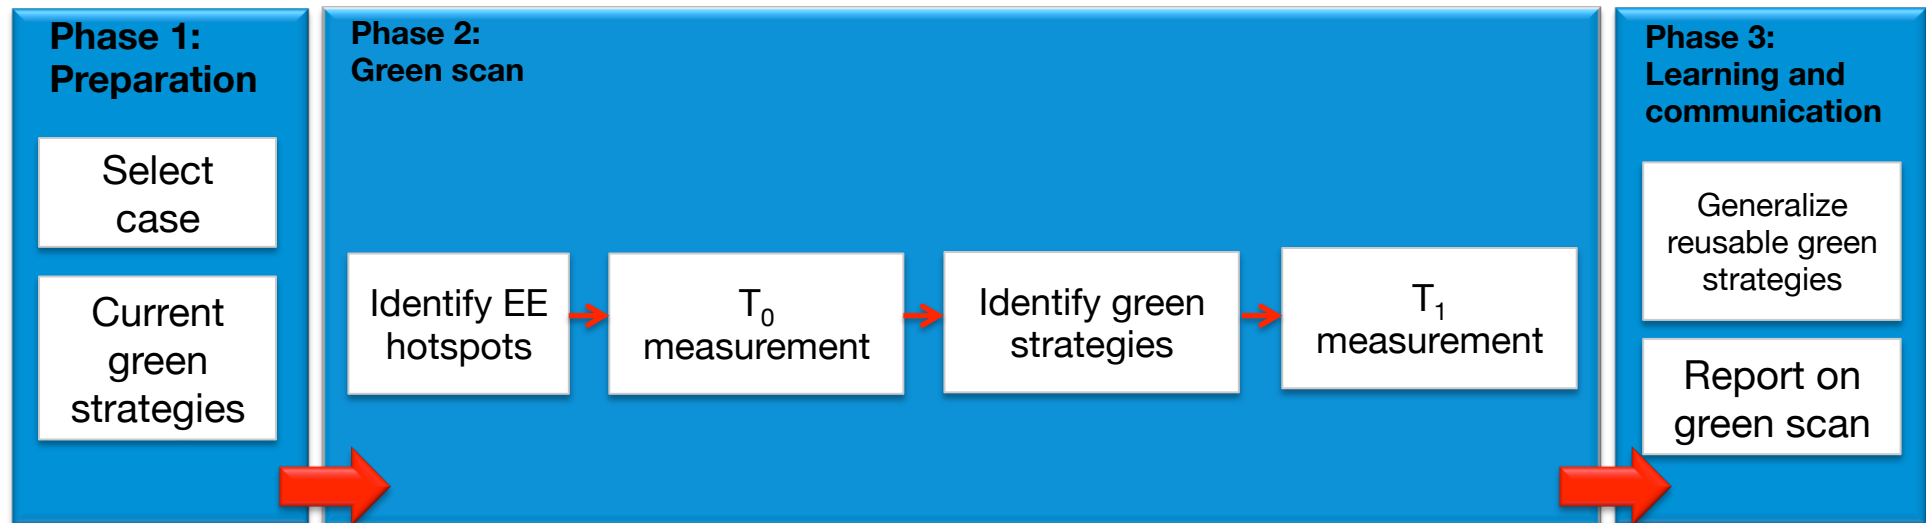 Phase 1:
Preparation
Select
case
Current
green
strategies
Phase 2:
Green scan
Identify EE
hotspots
T₀
measurement
Identify green
strategies
T₁
measurement
Phase 3:
Learning and
communication
Generalize
reusable green
strategies
Report on
green scan